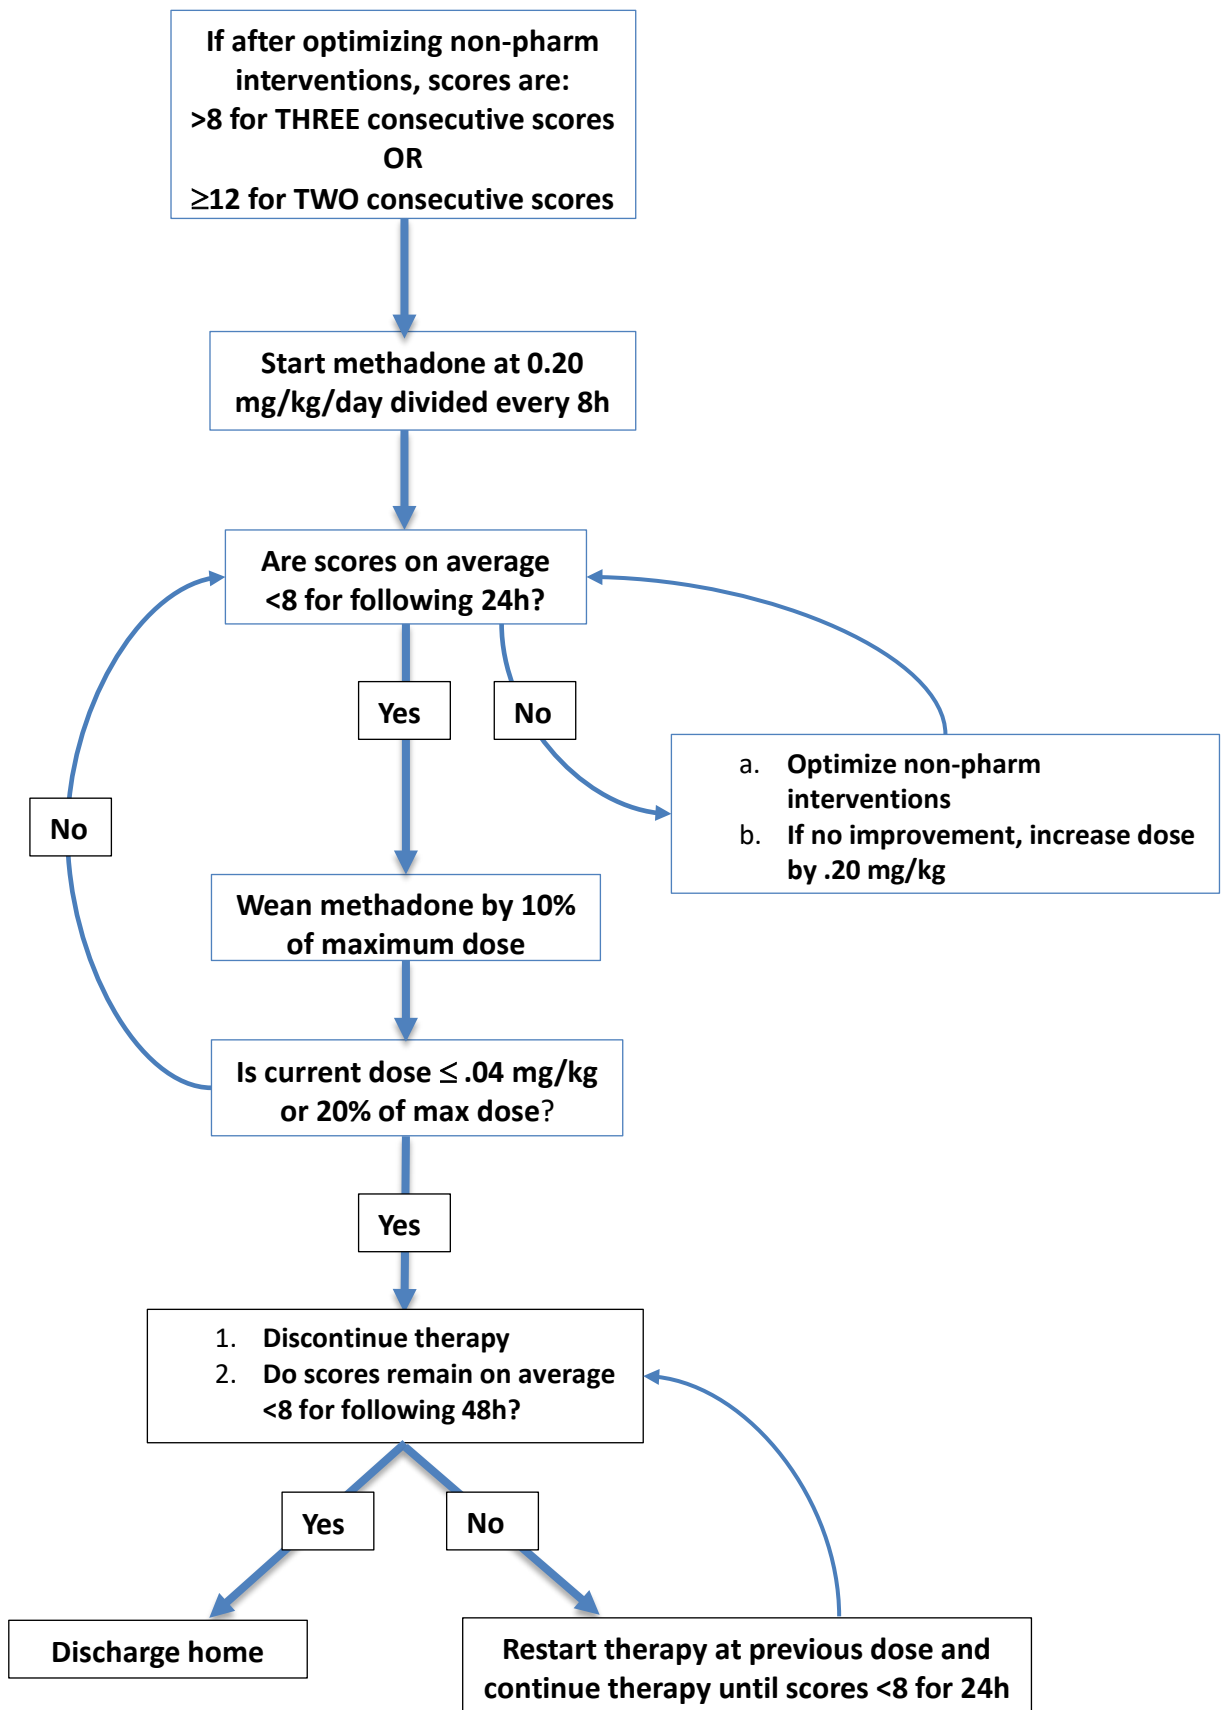 If after optimizing non-pharm
interventions, scores are:
>8 for THREE consecutive scores
OR
≥12 for TWO consecutive scores
Start methadone at 0.20
mg/kg/day divided every 8h
Are scores on average
<8 for following 24h?
Yes
No
a. Optimize non-pharm
interventions
b. If no improvement, increase dose
by .20 mg/kg
No
Wean methadone by 10%
of maximum dose
Is current dose ≤ .04 mg/kg
or 20% of max dose?
Yes
1. Discontinue therapy
2. Do scores remain on average
<8 for following 48h?
Yes
No
Discharge home
Restart therapy at previous dose and
continue therapy until scores <8 for 24h